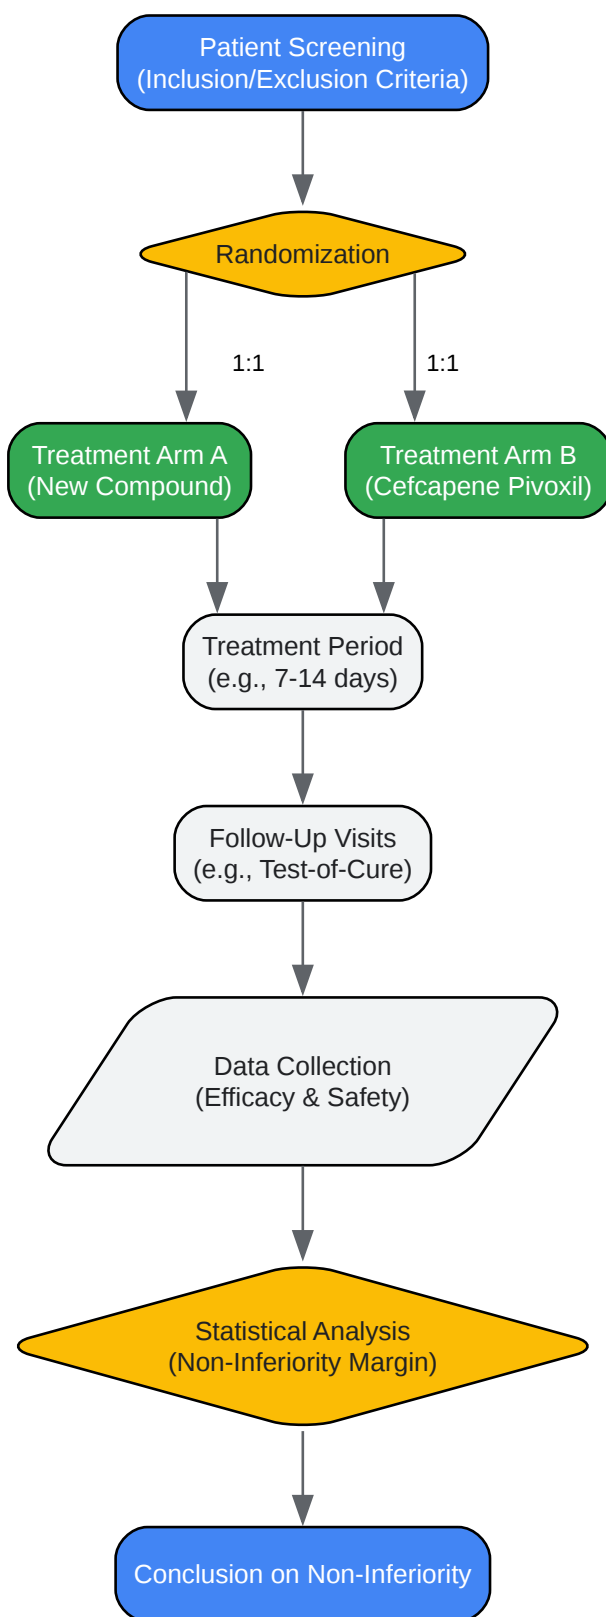 Patient Screening
(Inclusion/Exclusion Criteria)
Randomization
1:1
1:1
Treatment Arm A
(New Compound)
Treatment Arm B
(Cefcapene Pivoxil)
Treatment Period
(e.g., 7-14 days)
Follow-Up Visits
(e.g., Test-of-Cure)
Data Collection
(Efficacy & Safety)
Statistical Analysis
(Non-Inferiority Margin)
Conclusion on Non-Inferiority